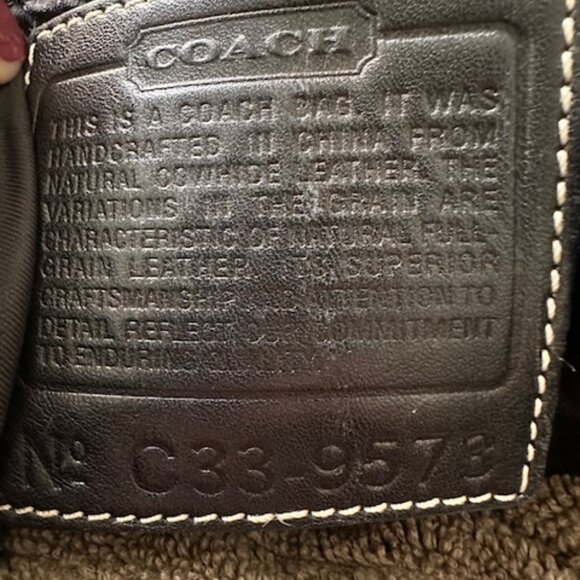 COACH
THIS IS A COACH BAG. IT WAS
HANDCRAFTED IN CHINA FROM
NATURAL COWHIDE LEATHER. THE
VARIATIONS IN THE GRAIN ARE
CHARACTERISTIC OF NATURAL FULL-
GRAIN LEATHER. ITS SUPERIOR
CRAFTSMANSHIP AND ATTENTION TO
DETAIL REFLECT OUR COMMITMENT
TO ENDURING
Nº C33-9573